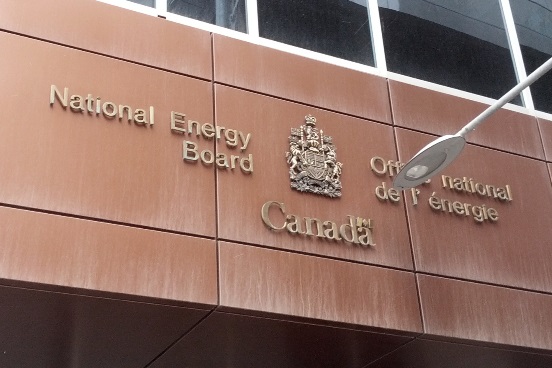 National Energy
Board
national
de l'énergie
Canada